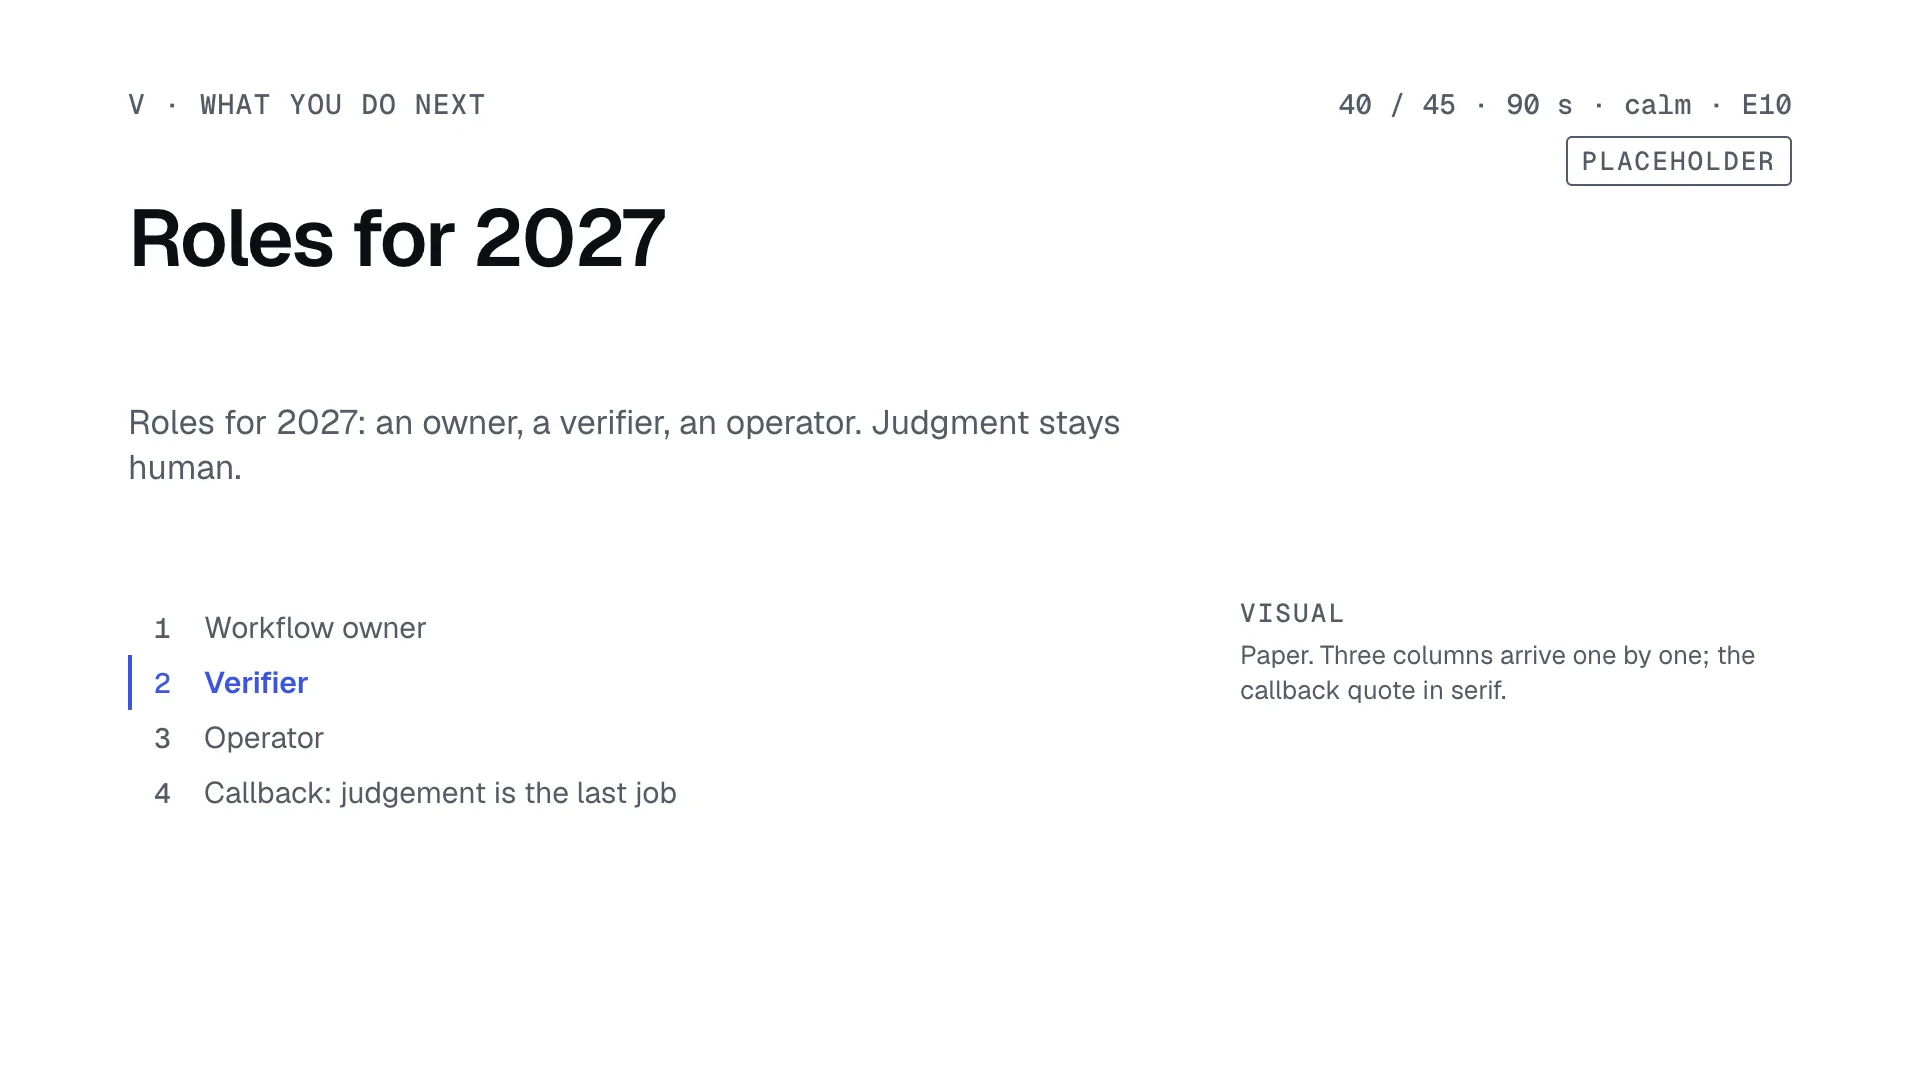 V · WHAT YOU DO NEXT
40 / 45 · 90 s · calm · E10
PLACEHOLDER
Roles for 2027
Roles for 2027: an owner, a verifier, an operator. Judgment stays
human.
1 Workflow owner
2 Verifier
3 Operator
4 Callback: judgement is the last job
VISUAL
Paper. Three columns arrive one by one; the
callback quote in serif.